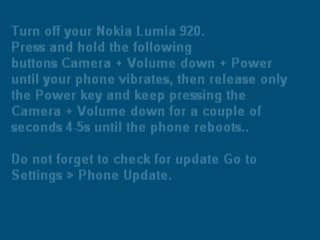 Turn off your Nokia Lumia 920.
Press and hold the following
buttons Camera + Volume down + Power
until your phone vibrates, then release only
the Power key and keep pressing the
Camera + Volume down for a couple of
seconds 4-5s until the phone reboots..
Do not forget to check for update Go to
Settings > Phone Update.